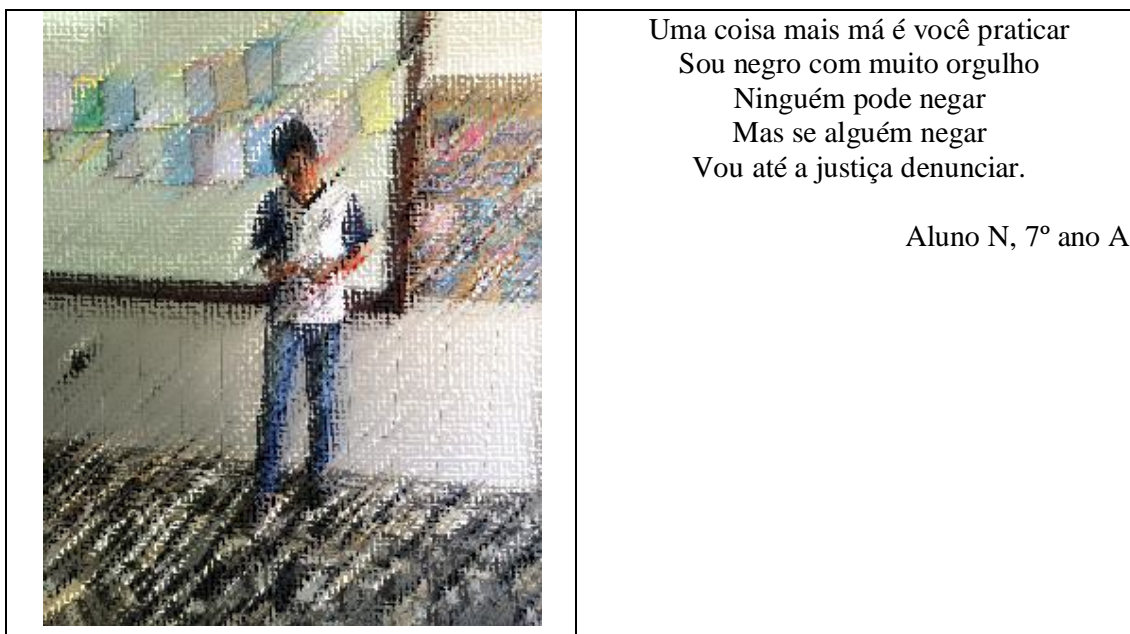 Uma coisa mais má é você praticar
Sou negro com muito orgulho
Ninguém pode negar
Mas se alguém negar
Vou até a justiça denunciar.
Aluno N, 7º ano A